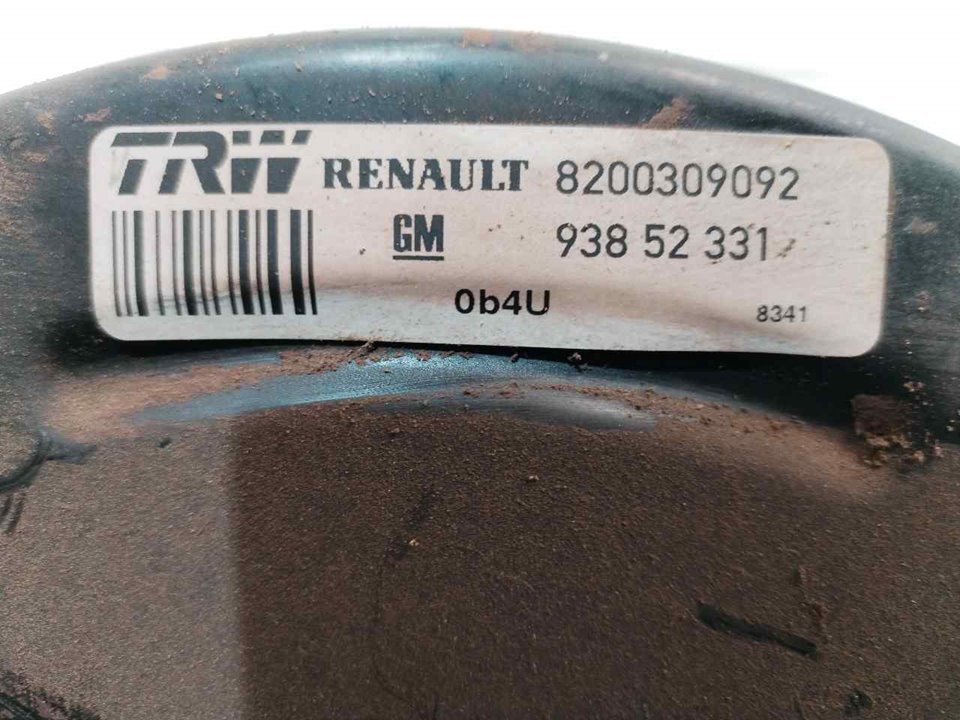 TRW RENAULT 8200309092
GM 938 52 331
0b4U 8341